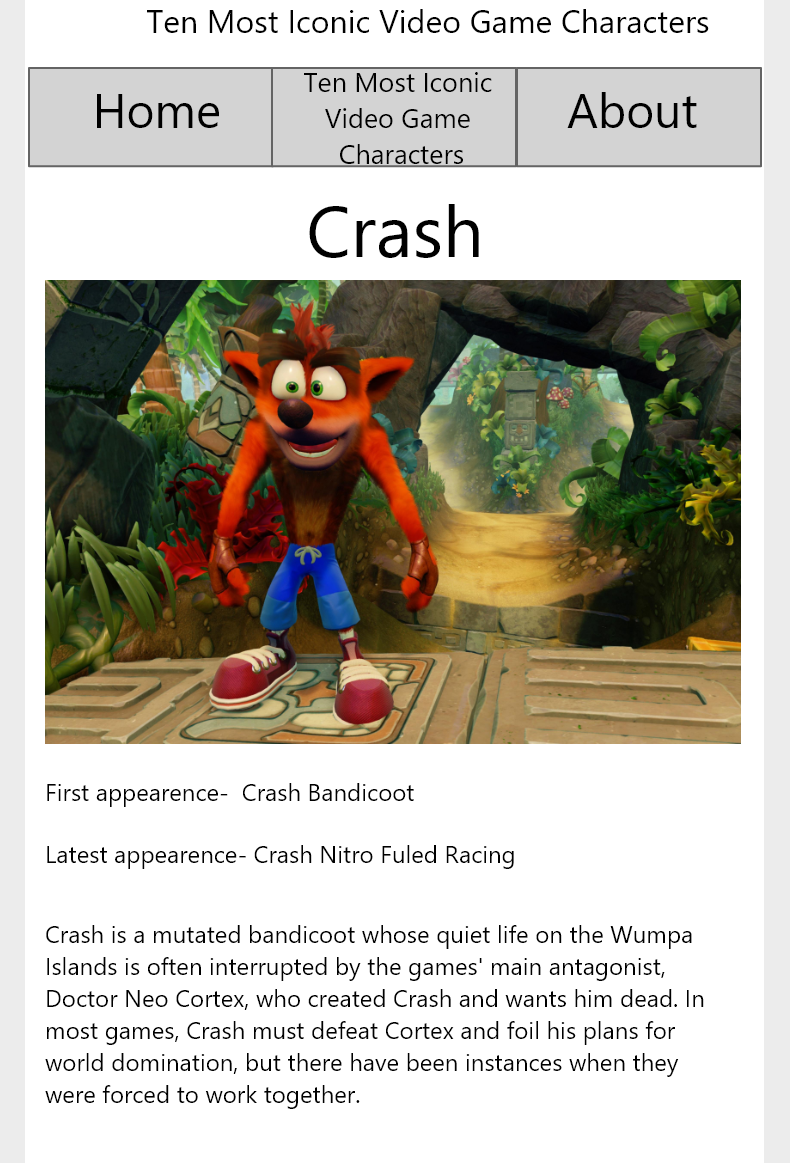 Ten Most Iconic Video Game Characters
Home
Ten Most Iconic
Video Game
Characters
About
Crash
First appearence-  Crash Bandicoot
Latest appearence- Crash Nitro Fuled Racing
Crash is a mutated bandicoot whose quiet life on the Wumpa
Islands is often interrupted by the games' main antagonist,
Doctor Neo Cortex, who created Crash and wants him dead. In
most games, Crash must defeat Cortex and foil his plans for
world domination, but there have been instances when they
were forced to work together.